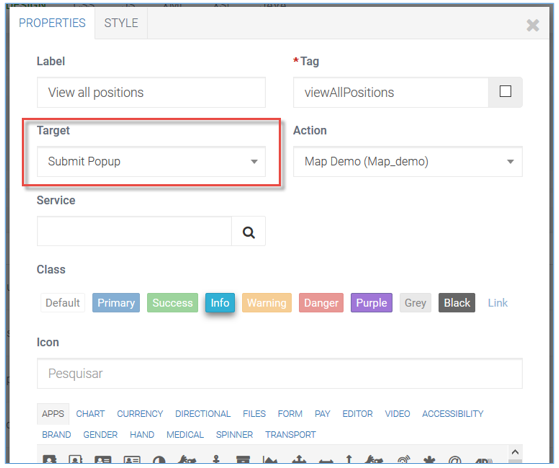 PROPERTIES STYLE
Label *Tag
View all positions viewAllPositions
Target Action
Submit Popup Map Demo (Map_demo)
Service
Class
Default Primary Success Info Warning Danger Purple Grey Black Link
Icon
Pesquisar
APPS CHART CURRENCY DIRECTIONAL FILES FORM PAY EDITOR VIDEO ACCESSIBILITY
BRAND GENDER HAND MEDICAL SPINNER TRANSPORT